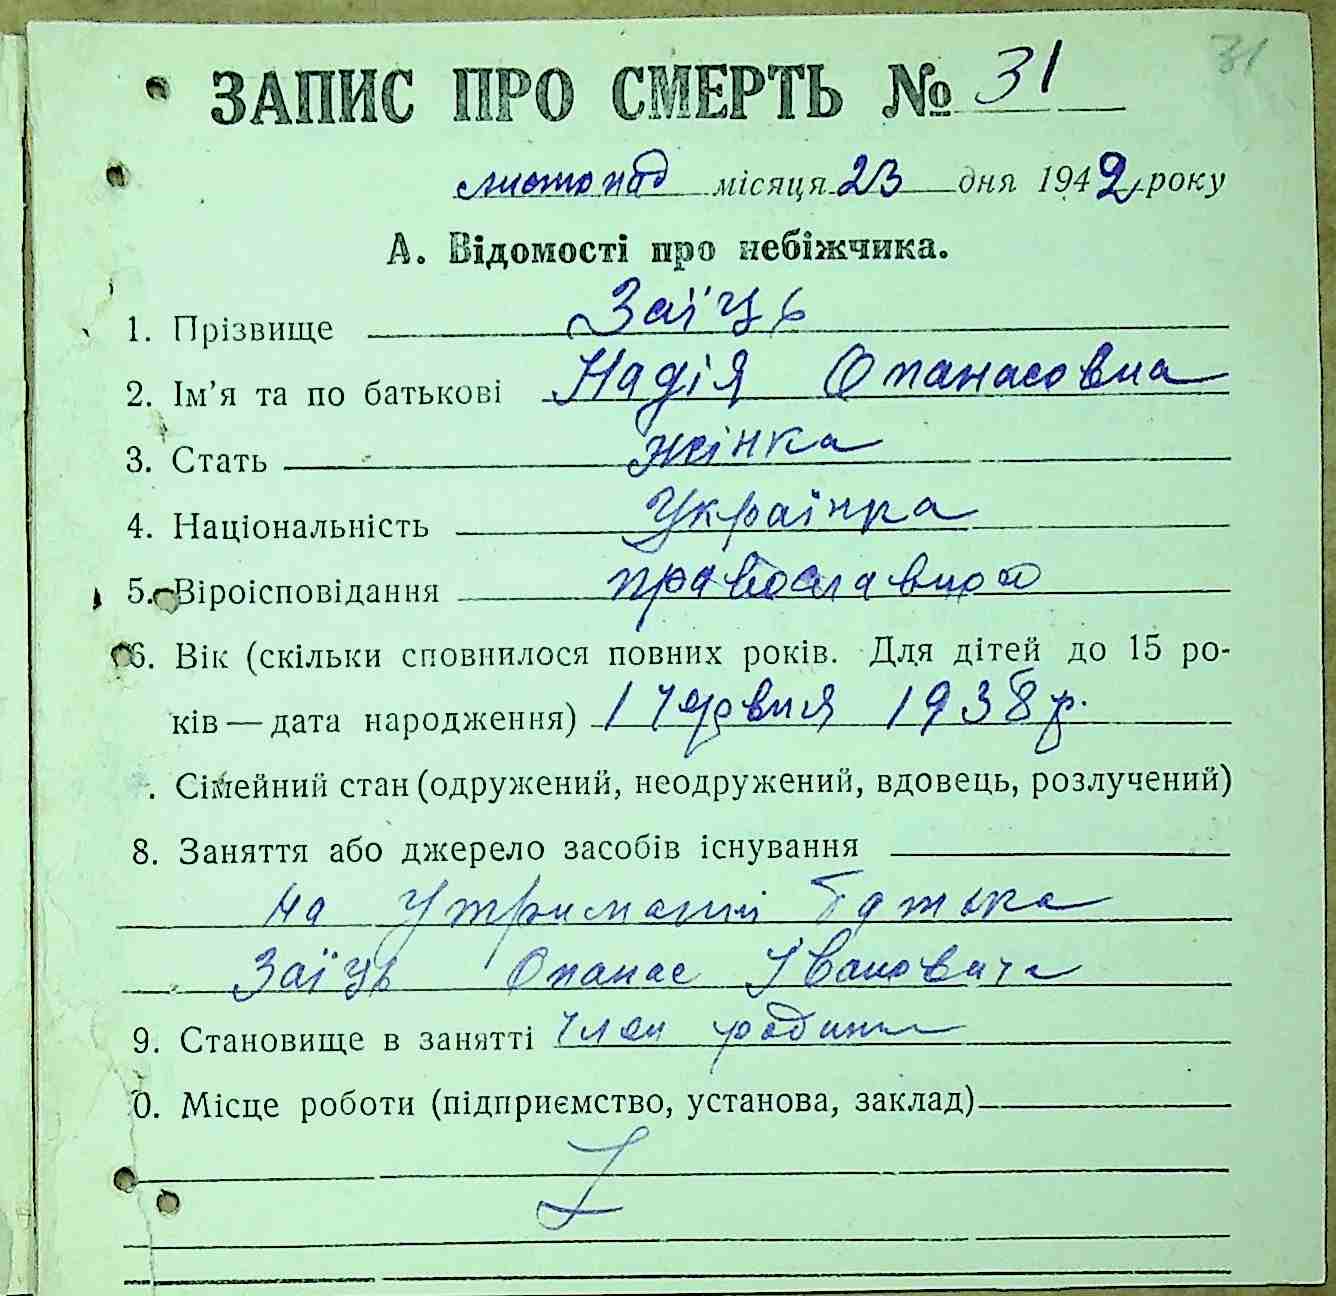 31
ЗАПИС ПРО СМЕРТЬ № 31
листопад місяця 23 дня 1942 року
А. Відомості про небіжчика.
1. Прізвище Заїць
2. Ім'я та по батькові Надія Опанасовна
3. Стать жінка
4. Національність Українка
5. Віроісповідання православной
6. Вік (скільки сповнилося повних років. Для дітей до 15 ро-
ків — дата народження) 1 червня 1938 р.
. Сімейний стан (одружений, неодружений, вдовець, розлучений)
8. Заняття або джерело засобів існування
на утриманні батька
Заїць Опанас Івановича
9. Становище в занятті член родини
0. Місце роботи (підприємство, установа, заклад)